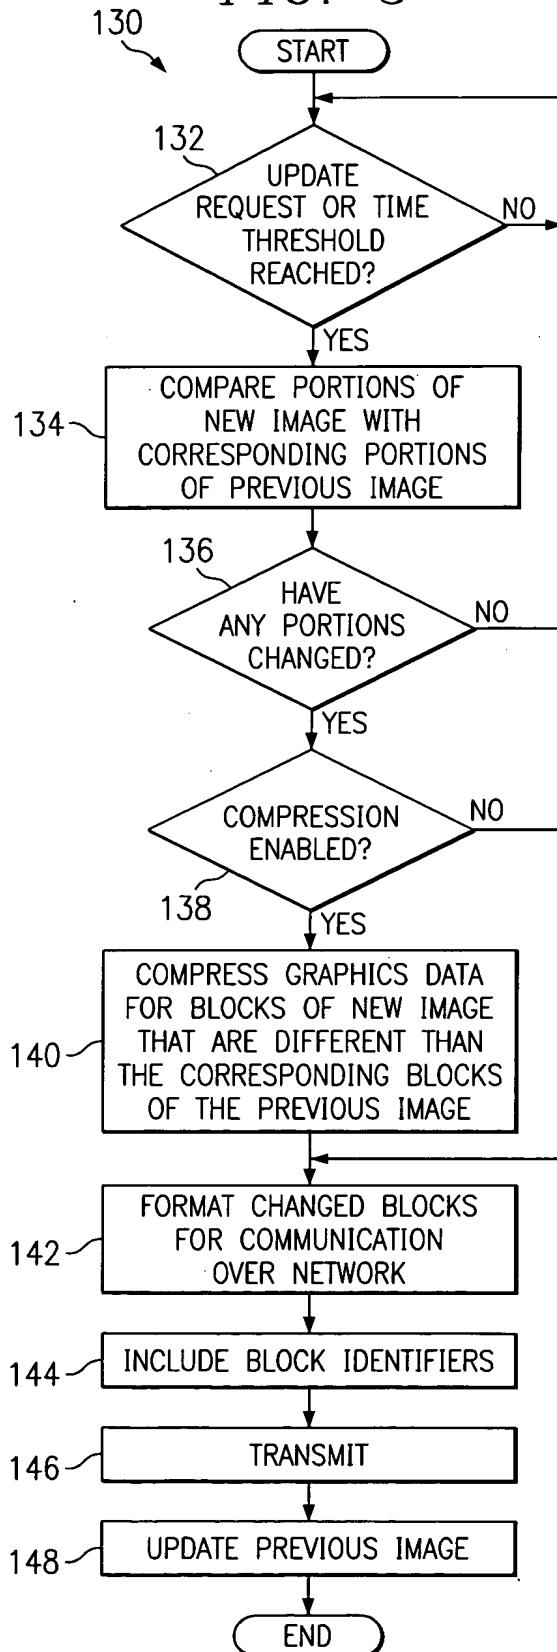 130
START
132
UPDATE
REQUEST OR TIME
THRESHOLD
REACHED?
NO
YES
134
COMPARE PORTIONS OF
NEW IMAGE WITH
CORRESPONDING PORTIONS
OF PREVIOUS IMAGE
136
HAVE
ANY PORTIONS
CHANGED?
NO
YES
COMPRESSION
ENABLED?
NO
138
YES
140
COMPRESS GRAPHICS DATA
FOR BLOCKS OF NEW IMAGE
THAT ARE DIFFERENT THAN
THE CORRESPONDING BLOCKS
OF THE PREVIOUS IMAGE
142
FORMAT CHANGED BLOCKS
FOR COMMUNICATION
OVER NETWORK
144
INCLUDE BLOCK IDENTIFIERS
146
TRANSMIT
148
UPDATE PREVIOUS IMAGE
END